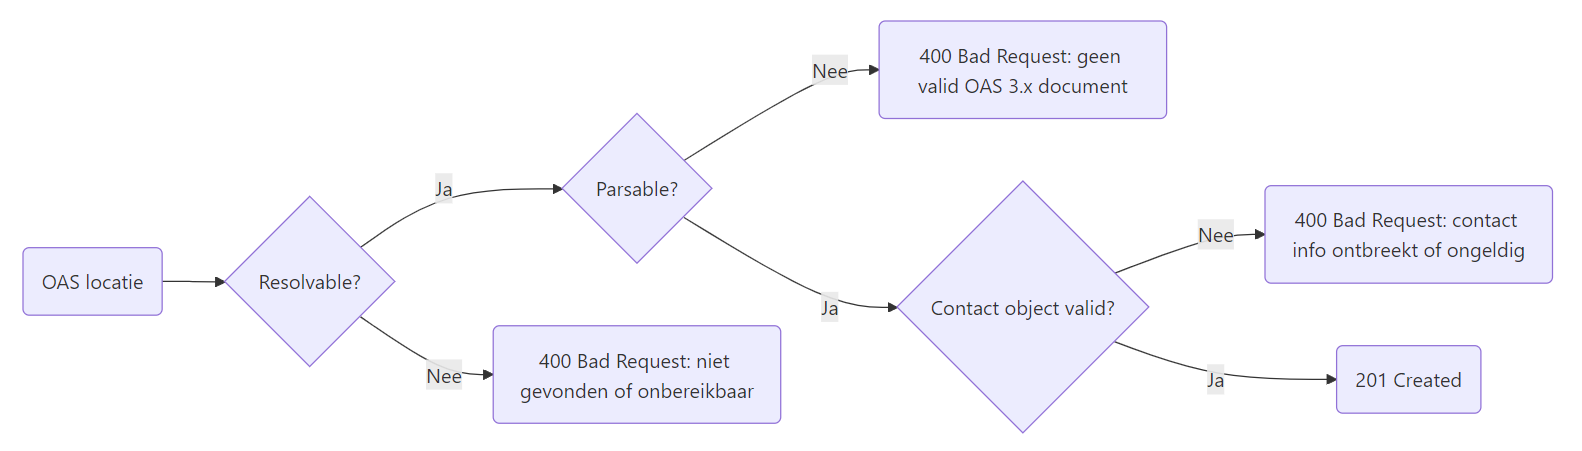 OAS locatie
Resolvable?
Ja
Nee
400 Bad Request: niet
gevonden of onbereikbaar
Parsable?
Nee
400 Bad Request: geen
valid OAS 3.x document
Ja
Contact object valid?
Nee
400 Bad Request: contact
info ontbreekt of ongeldig
Ja
201 Created